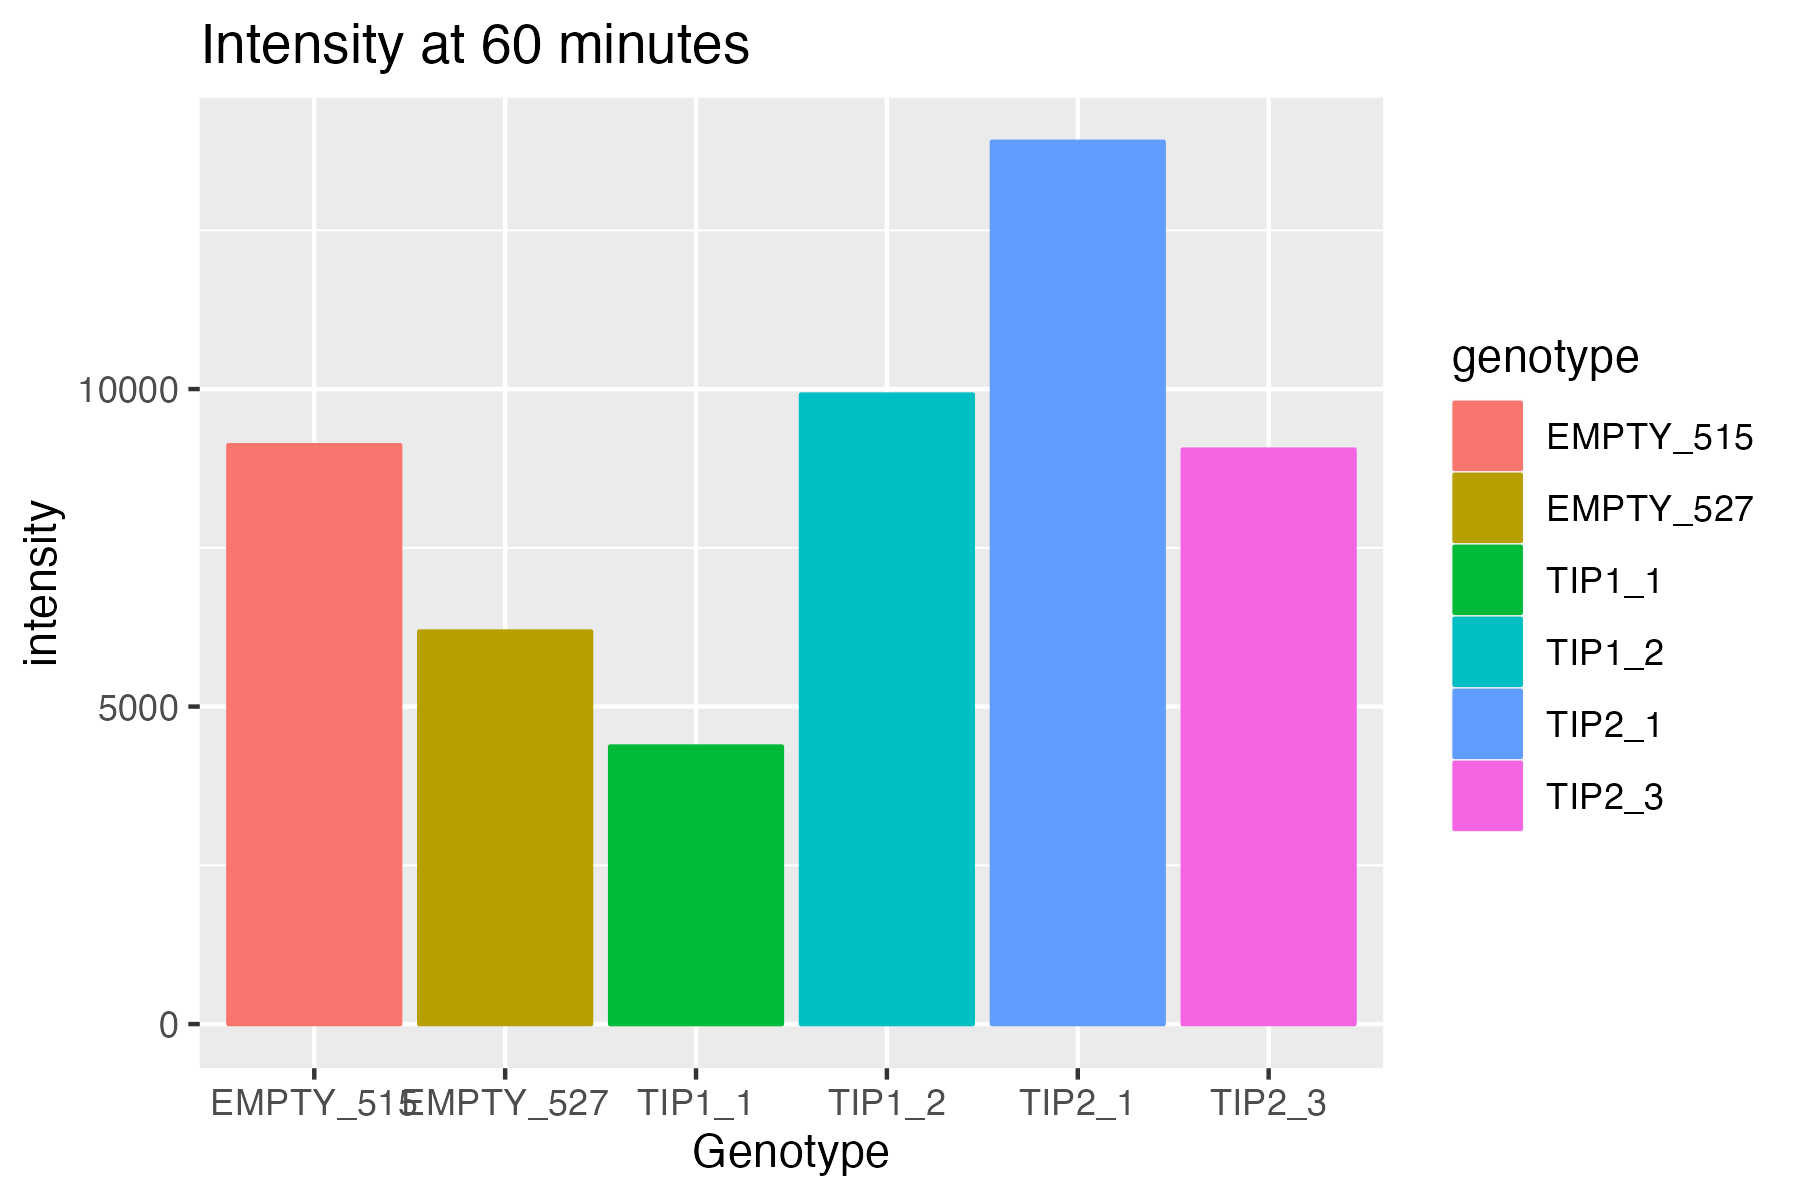 Intensity at 60 minutes
intensity
10000
5000
0
EMPTY_515 EMPTY_527 TIP1_1 TIP1_2 TIP2_1 TIP2_3
Genotype
genotype
EMPTY_515
EMPTY_527
TIP1_1
TIP1_2
TIP2_1
TIP2_3